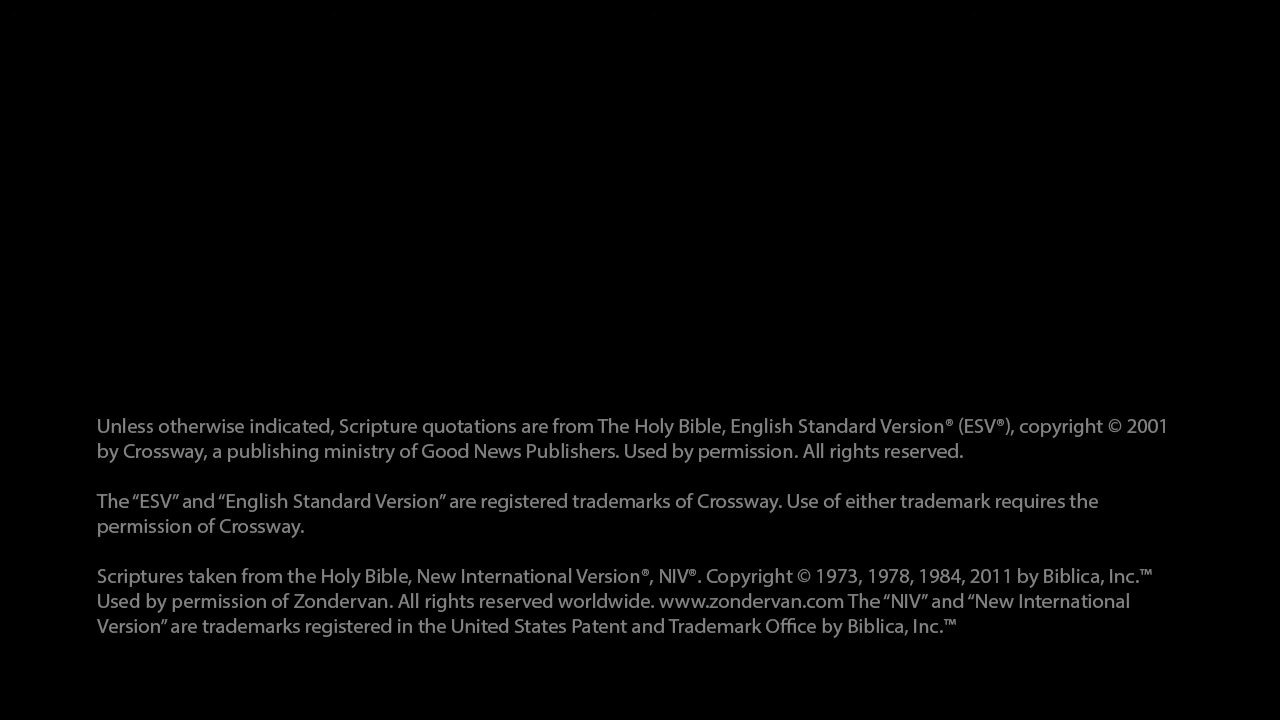 Unless otherwise indicated, Scripture quotations are from The Holy Bible, English Standard Version® (ESV®), copyright © 2001
by Crossway, a publishing ministry of Good News Publishers. Used by permission. All rights reserved.
The “ESV” and “English Standard Version” are registered trademarks of Crossway. Use of either trademark requires the
permission of Crossway.
Scriptures taken from the Holy Bible, New International Version®, NIV®. Copyright © 1973, 1978, 1984, 2011 by Biblica, Inc.™
Used by permission of Zondervan. All rights reserved worldwide. www.zondervan.com The “NIV” and “New International
Version” are trademarks registered in the United States Patent and Trademark Office by Biblica, Inc.™